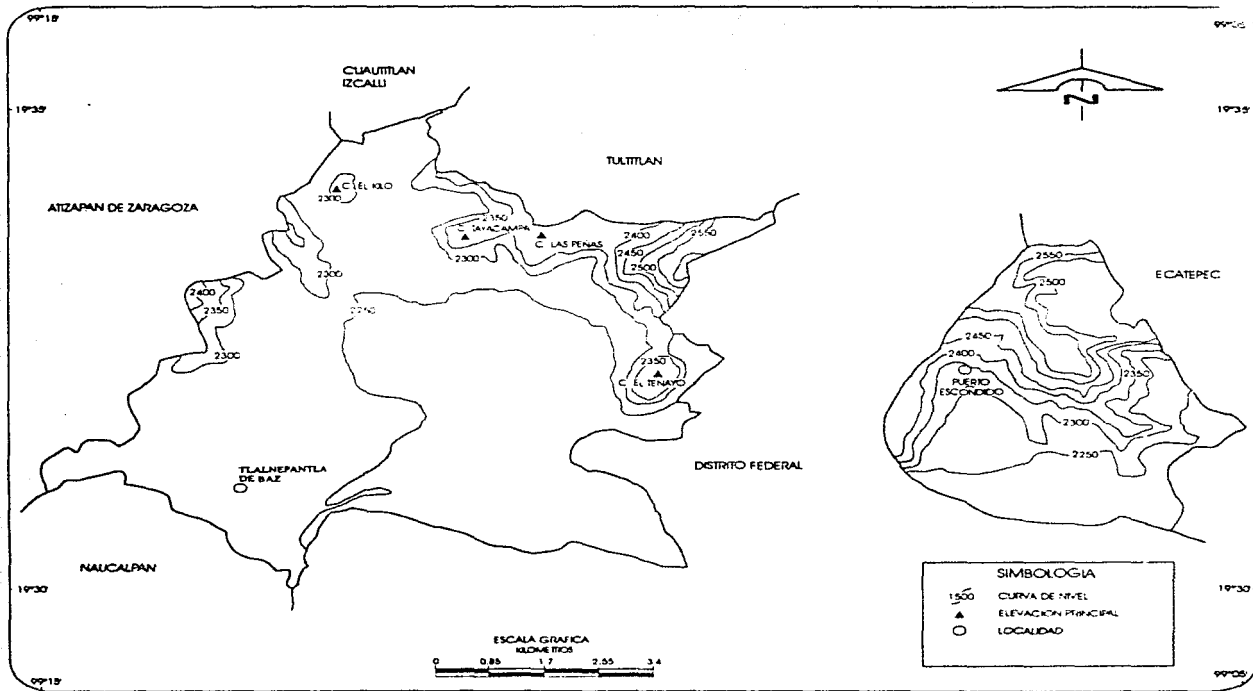 99°15'
19°35'
CUAUTITLAN
IZCALLI
N
19°35'
TULTITLAN
C. EL KILO
2300
ATIZAPAN DE ZARAGOZA
2350
C. TAYACAMPA
C. LAS PEÑAS
2300
2400
2550
2450
2500
2300
2400
2350
2300
2250
2350
C. EL TENAYO
2550
2500
ECATEPEC
2450
2400
2350
PUERTO
ESCONDIDO
2300
2250
TLALNEPANTLA
DE BAZ
DISTRITO FEDERAL
NAUCALPAN
19°30'
SIMBOLOGIA
1500 CURVA DE NIVEL
ELEVACION PRINCIPAL
LOCALIDAD
19°30'
ESCALA GRAFICA
KILOMETROS
0 0.85 1.7 2.55 3.4
99°15'
99°05'